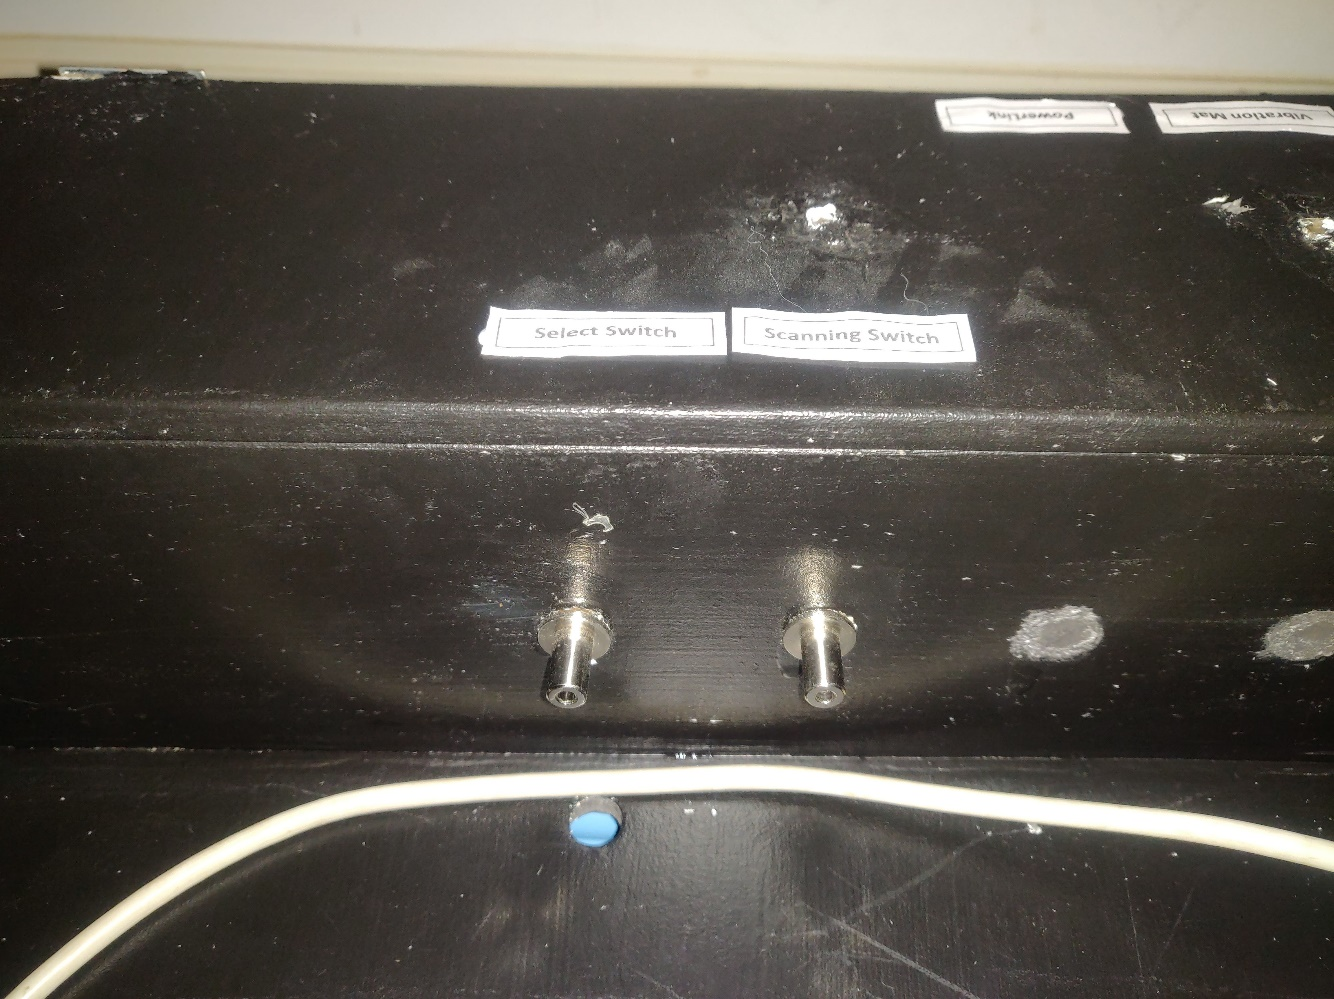 Powerlink
Vibration Mat
Select Switch
Scanning Switch